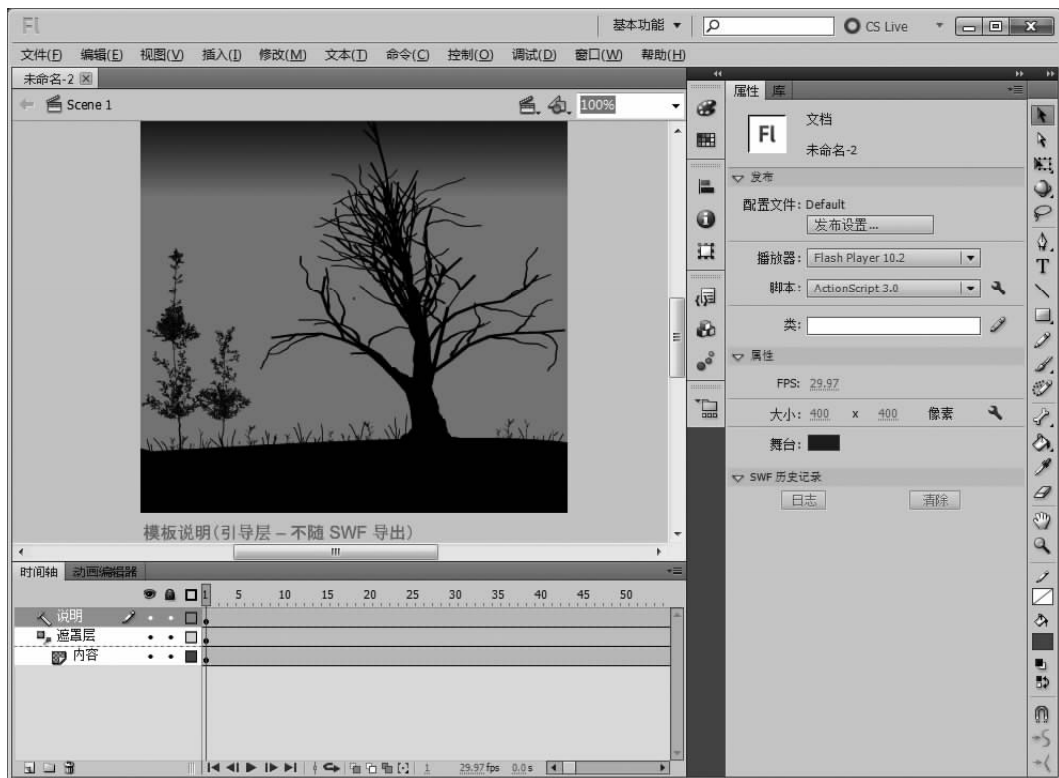 Fl
基本功能
CS Live
文件(F) 编辑(E) 视图(V) 插入(I) 修改(M) 文本(T) 命令(C) 控制(O) 调试(D) 窗口(W) 帮助(H)
未命名-2
Scene 1
100%
属性 库
Fl
文档
未命名-2
发布
配置文件: Default
发布设置...
播放器: Flash Player 10.2
脚本: ActionScript 3.0
类:
属性
FPS: 29.97
大小: 400 x 400 像素
舞台:
SWF 历史记录
日志 清除
模板说明(引导层 – 不随 SWF 导出)
时间轴 动画编辑器
1 5 10 15 20 25 30 35 40 45 50
说明
遮罩层
内容
1 29.97 fps 0.0 s